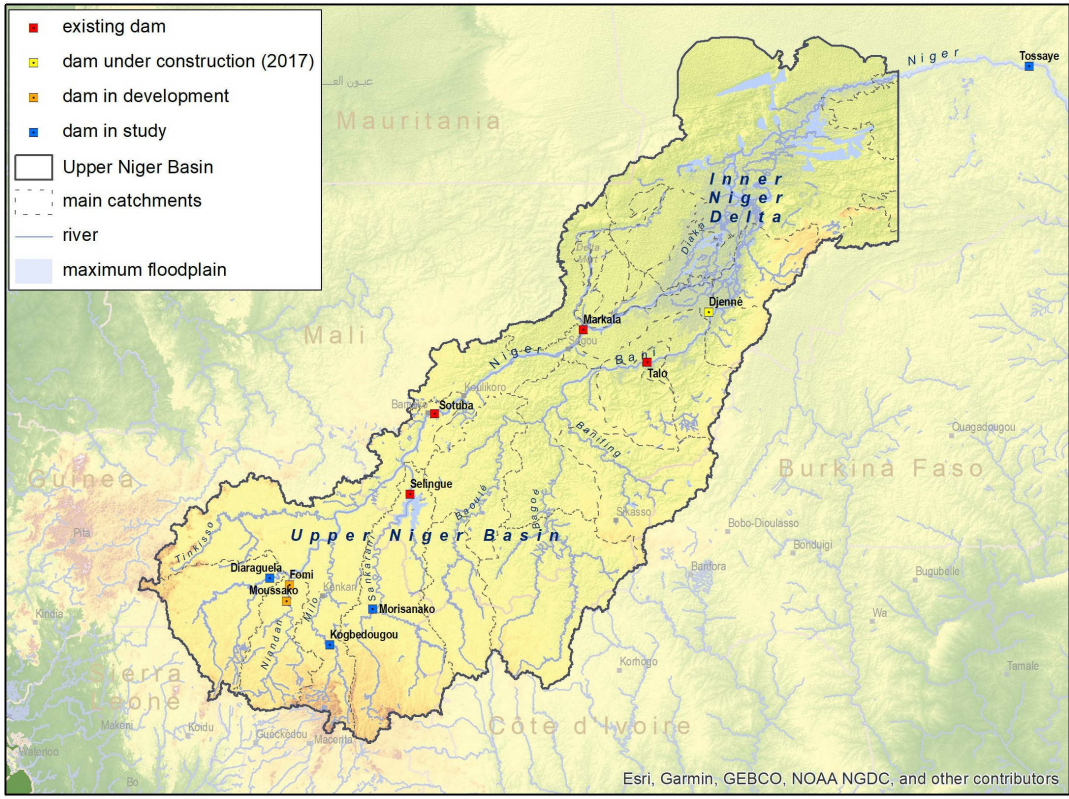 existing dam
dam under construction (2017)
dam in development
dam in study
Upper Niger Basin
main catchments
river
maximum floodplain
Niger
Tossaye
Mauritania
Inner
Niger
Delta
Diaka
Delta
Mort
Djenné
Mali
Markala
Ségou
Niger
Bani
Talo
Koulikoro
Bamako
Sotuba
Banifing
Ouagadougou
Guinea
Burkina Faso
Selingue
Baoulé
Bagoé
Sikasso
Pita
Bobo-Dioulasso
Upper Niger Basin
Tinkisso
Bonduigi
Sankarani
Banfora
Diaraguela
Fomi
Bugubelle
Moussako
Kankan
Milo
Morisanako
Kindia
Wa
Niandan
Kogbedougou
Korhogo
Tamale
Sierra
Leone
Makeni
Koidu
Côte d'Ivoire
Guéckédou
Macenta
Waterloo
Bo
Esri, Garmin, GEBCO, NOAA NGDC, and other contributors